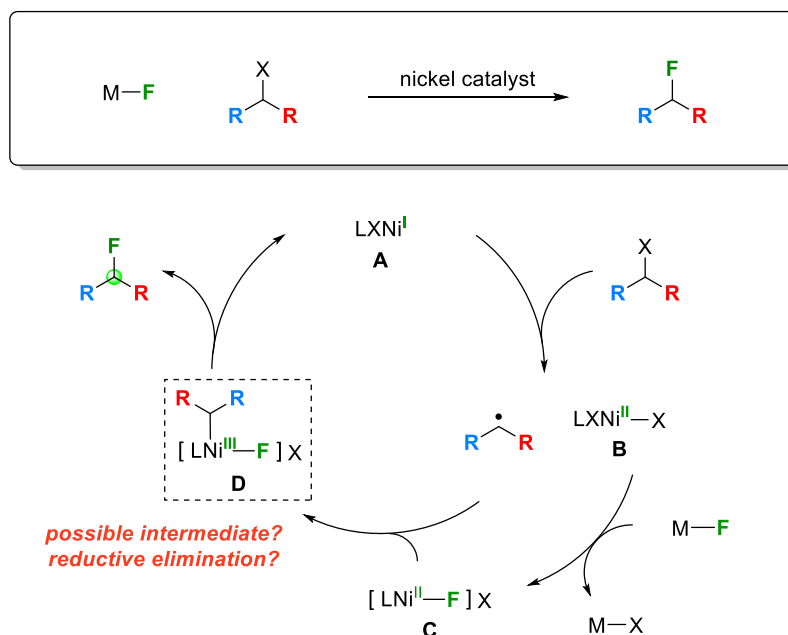 M—F
X
R R
nickel catalyst
F
R R
LXNiᴵ
A
F
R R
X
R R
R R
[ LNiᴵᴵᴵ—F ] X
D
R R
LXNiᴵᴵ—X
B
possible intermediate?
reductive elimination?
M—F
[ LNiᴵᴵ—F ] X
C
M—X